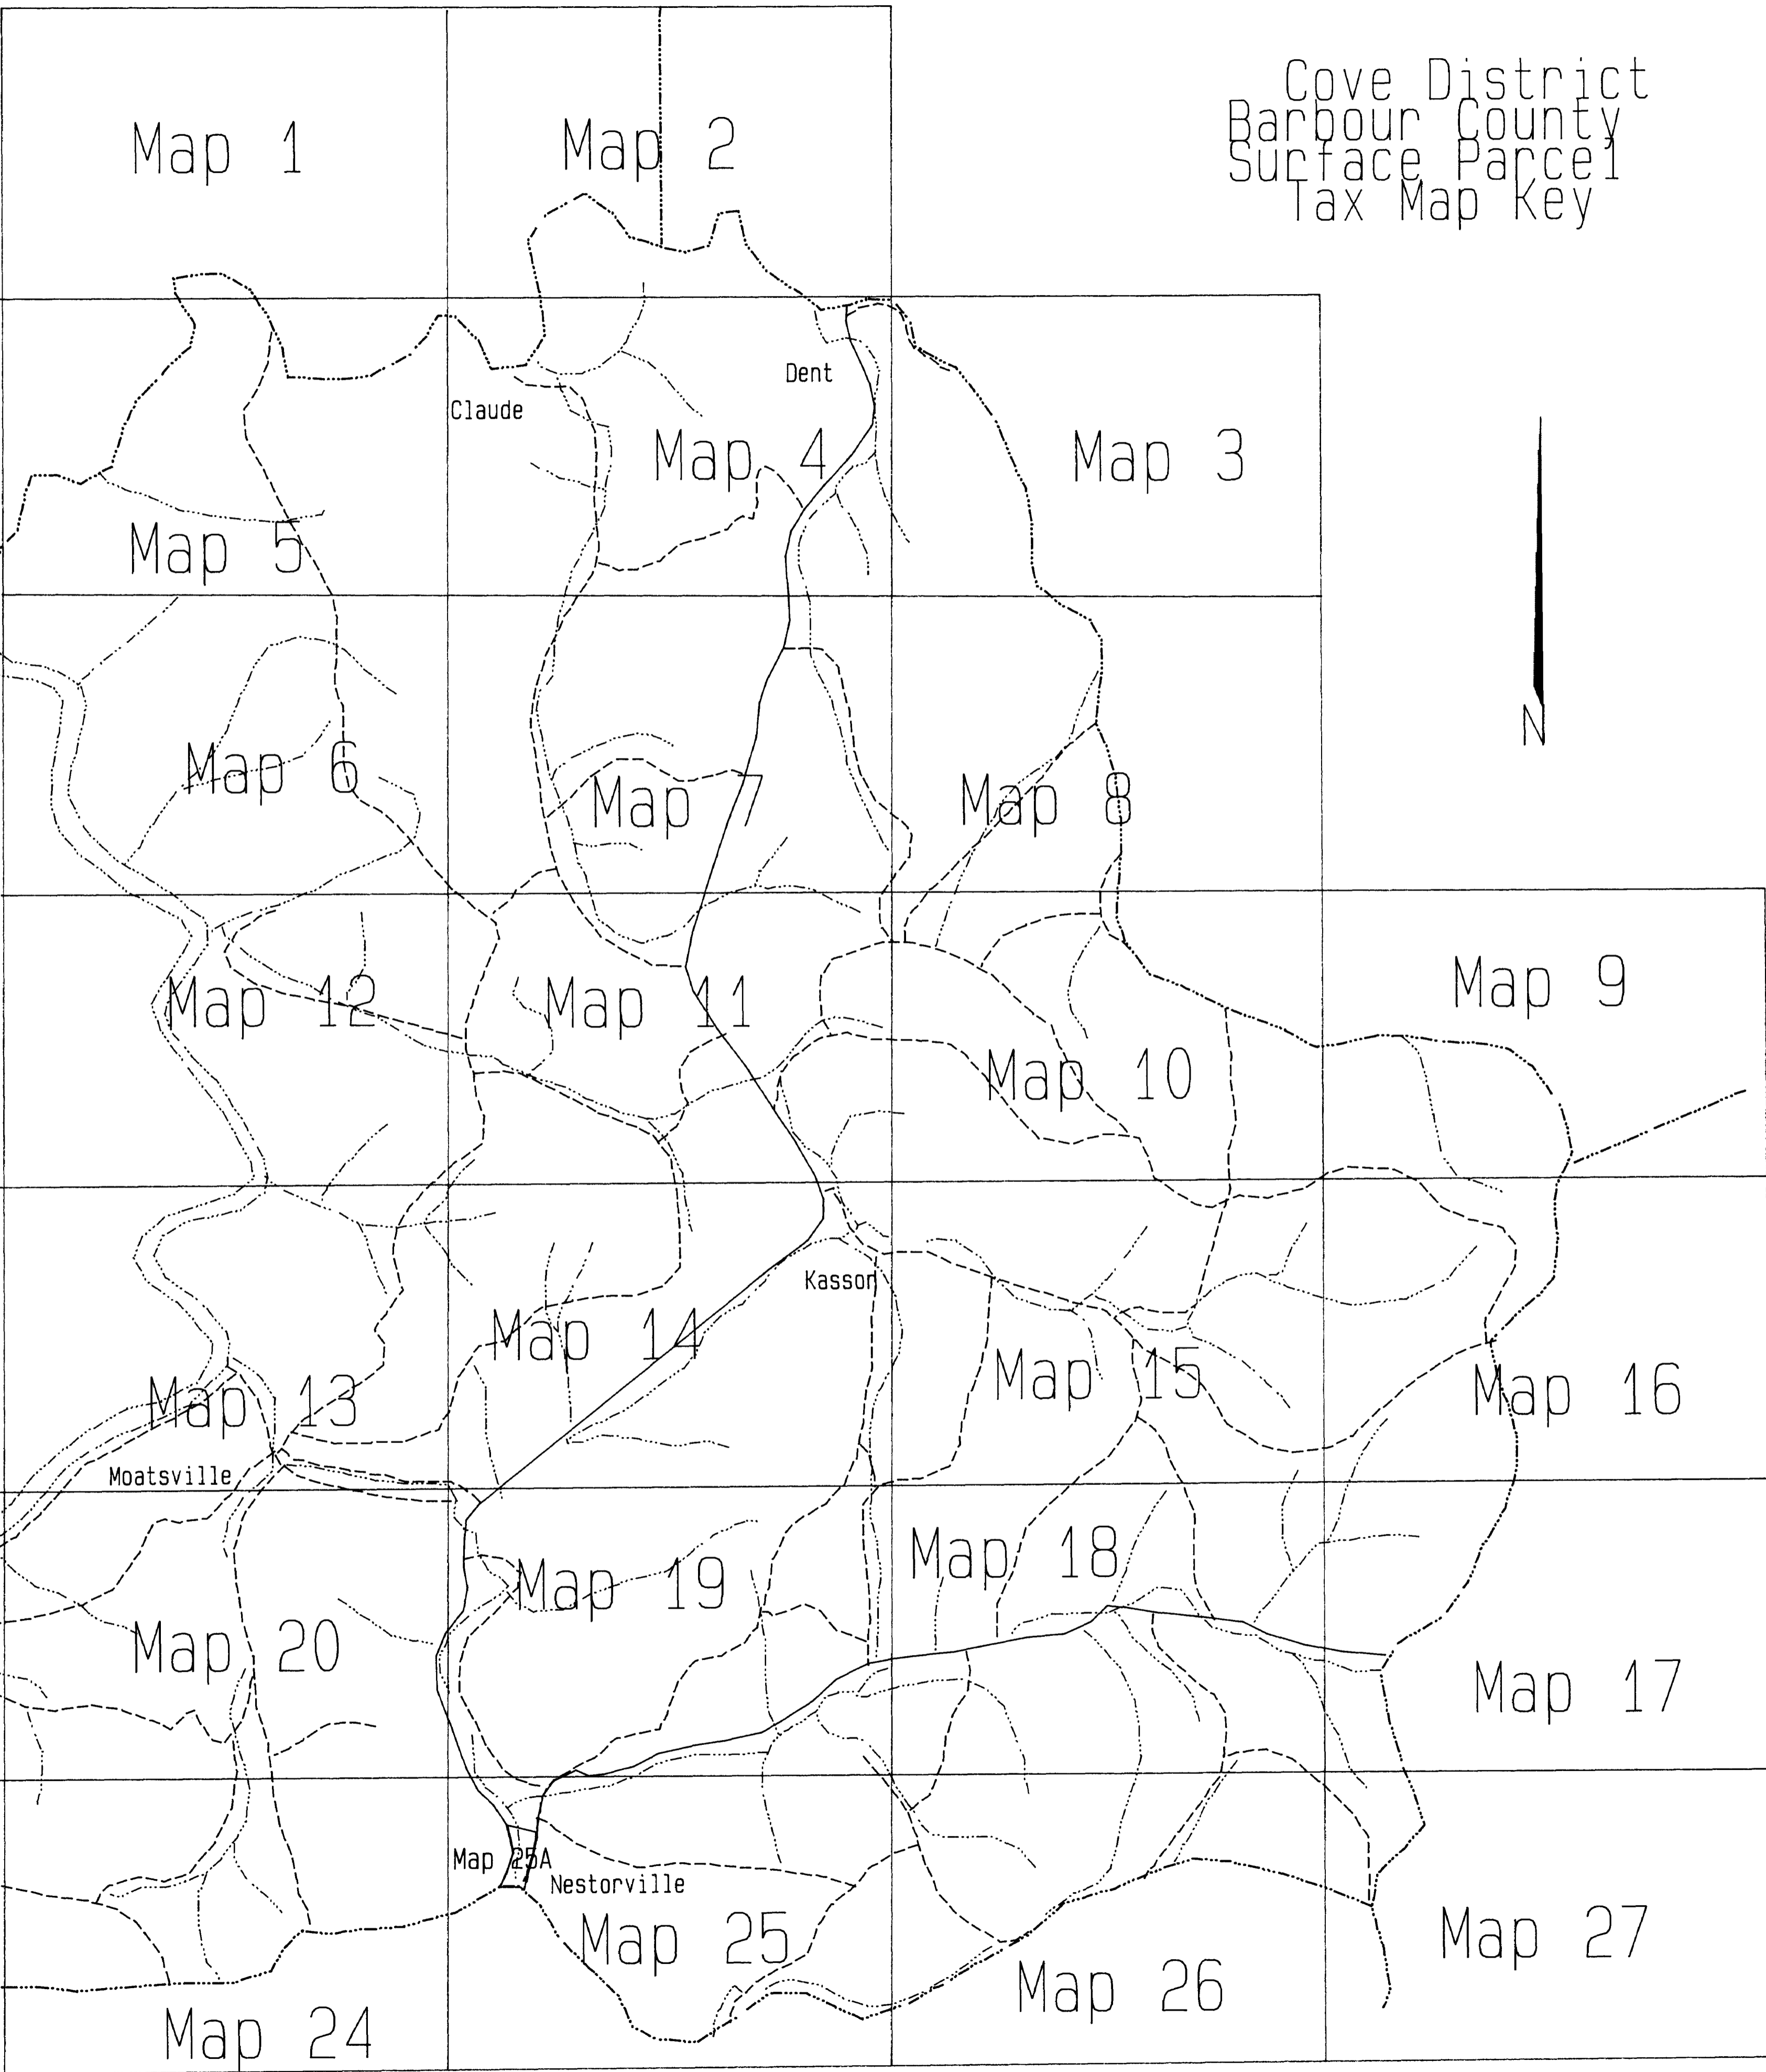 Cove District
Barbour County
Surface Parcel
Tax Map Key
Map 1
Map 2
Dent
Claude
Map 4
Map 3
Map 5
N
Map 6
Map 7
Map 8
Map 9
Map 12
Map 11
Map 10
Kasson
Map 14
Map 15
Map 16
Map 13
Moatsville
Map 18
Map 19
Map 20
Map 17
Map 25A
Nestorville
Map 25
Map 27
Map 26
Map 24